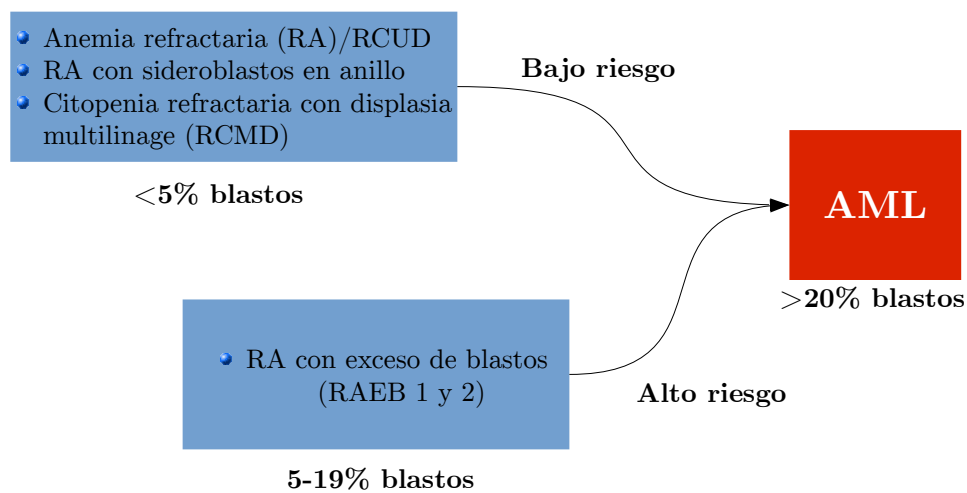 Anemia refractaria (RA)/RCUD
RA con sideroblastos en anillo
Citopenia refractaria con displasia
multilinage (RCMD)
<5% blastos
Bajo riesgo
AML
>20% blastos
RA con exceso de blastos
(RAEB 1 y 2)
Alto riesgo
5-19% blastos